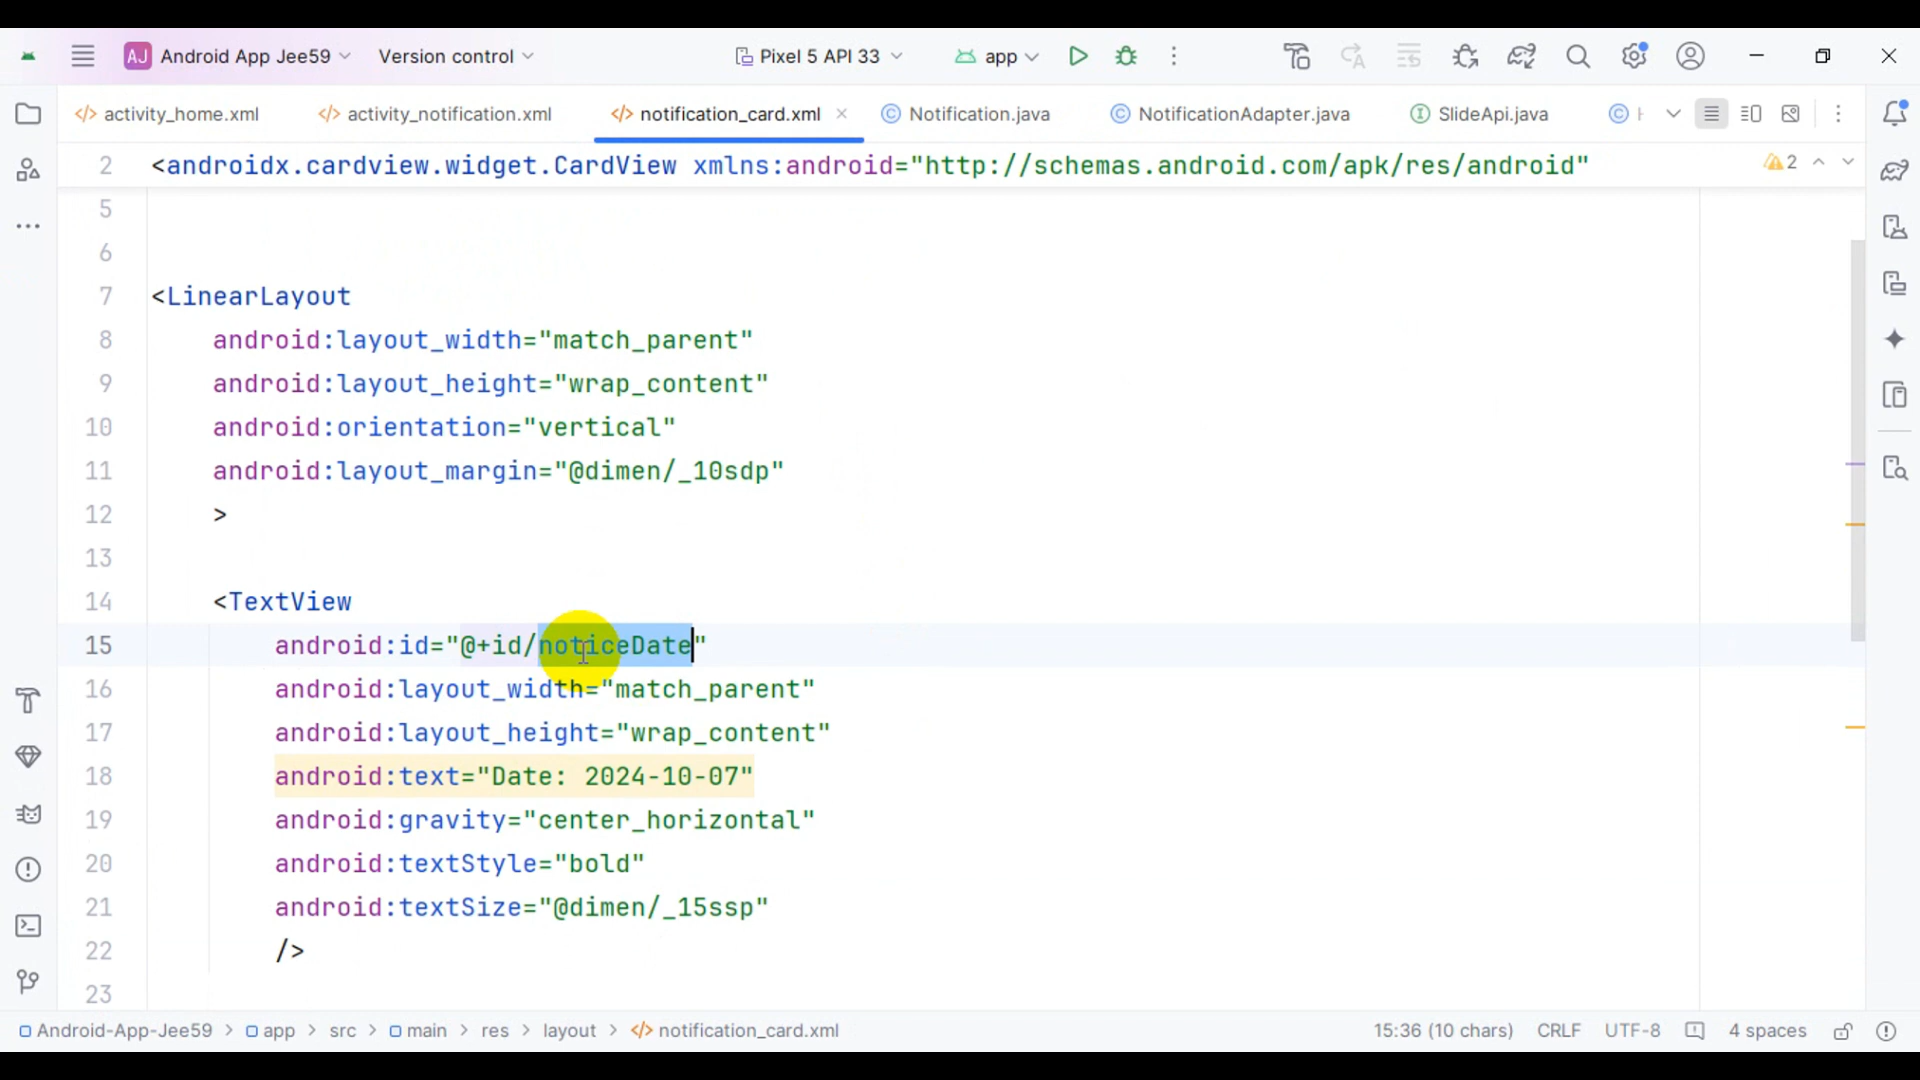 AJ Android App Jee59 Version control Pixel 5 API 33 app
activity_home.xml activity_notification.xml notification_card.xml Notification.java NotificationAdapter.java SlideApi.java
2 <androidx.cardview.widget.CardView xmlns:android="http://schemas.android.com/apk/res/android" 2
5
6
7 <LinearLayout
8 android:layout_width="match_parent"
9 android:layout_height="wrap_content"
10 android:orientation="vertical"
11 android:layout_margin="@dimen/_10sdp"
12 >
13
14 <TextView
15 android:id="@+id/noticeDate"
16 android:layout_width="match_parent"
17 android:layout_height="wrap_content"
18 android:text="Date: 2024-10-07"
19 android:gravity="center_horizontal"
20 android:textStyle="bold"
21 android:textSize="@dimen/_15ssp"
22 />
23
Android-App-Jee59 > app > src > main > res > layout > notification_card.xml 15:36 (10 chars) CRLF UTF-8 4 spaces